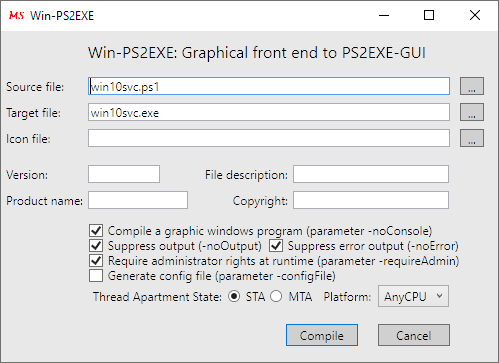 MS Win-PS2EXE
Win-PS2EXE: Graphical front end to PS2EXE-GUI
Source file: win10svc.ps1 ...
Target file: win10svc.exe ...
Icon file: ...
Version: File description:
Product name: Copyright:
Compile a graphic windows program (parameter -noConsole)
Suppress output (-noOutput) Suppress error output (-noError)
Require administrator rights at runtime (parameter -requireAdmin)
Generate config file (parameter -configFile)
Thread Apartment State: STA MTA Platform: AnyCPU
Compile Cancel